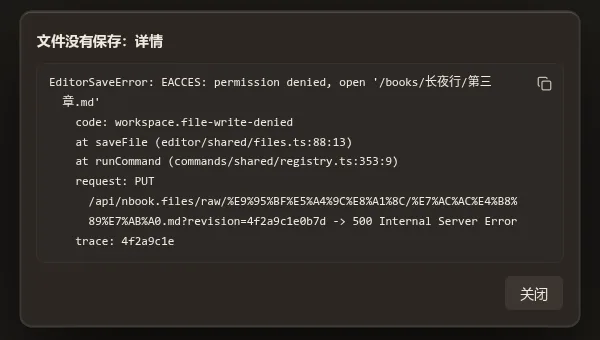 文件没有保存：详情
EditorSaveError: EACCES: permission denied, open '/books/长夜行/第三
章.md'
code: workspace.file-write-denied
at saveFile (editor/shared/files.ts:88:13)
at runCommand (commands/shared/registry.ts:353:9)
request: PUT
/api/nbook.files/raw/%E9%95%BF%E5%A4%9C%E8%A1%8C/%E7%AC%AC%E4%B8%
89%E7%AB%A0.md?revision=4f2a9c1e0b7d -> 500 Internal Server Error
trace: 4f2a9c1e
关闭